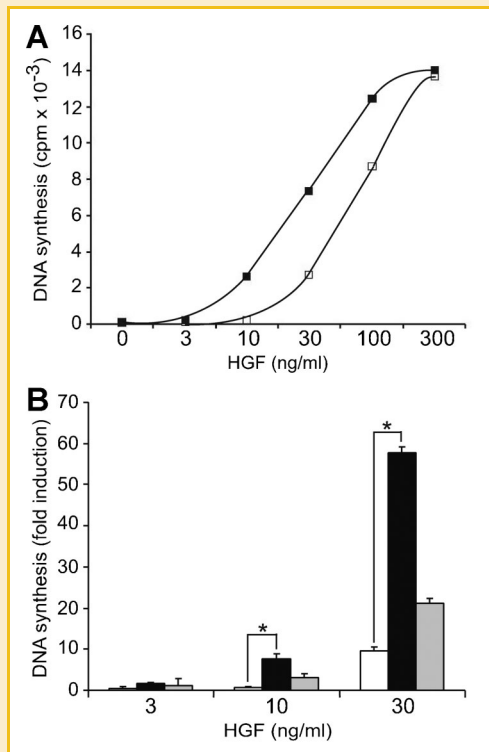 A
DNA synthesis (cpm x 10⁻³)
16
14
12
10
8
6
4
2
0
0 3 10 30 100 300
HGF (ng/ml)
B
DNA synthesis (fold induction)
70
60
50
40
30
20
10
0
*
*
3 10 30
HGF (ng/ml)